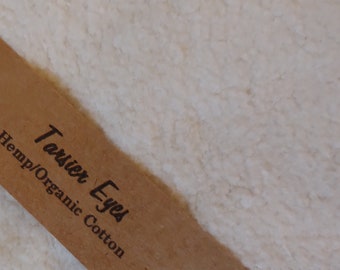 Tarsier Eyes
Hemp/Organic Cotton